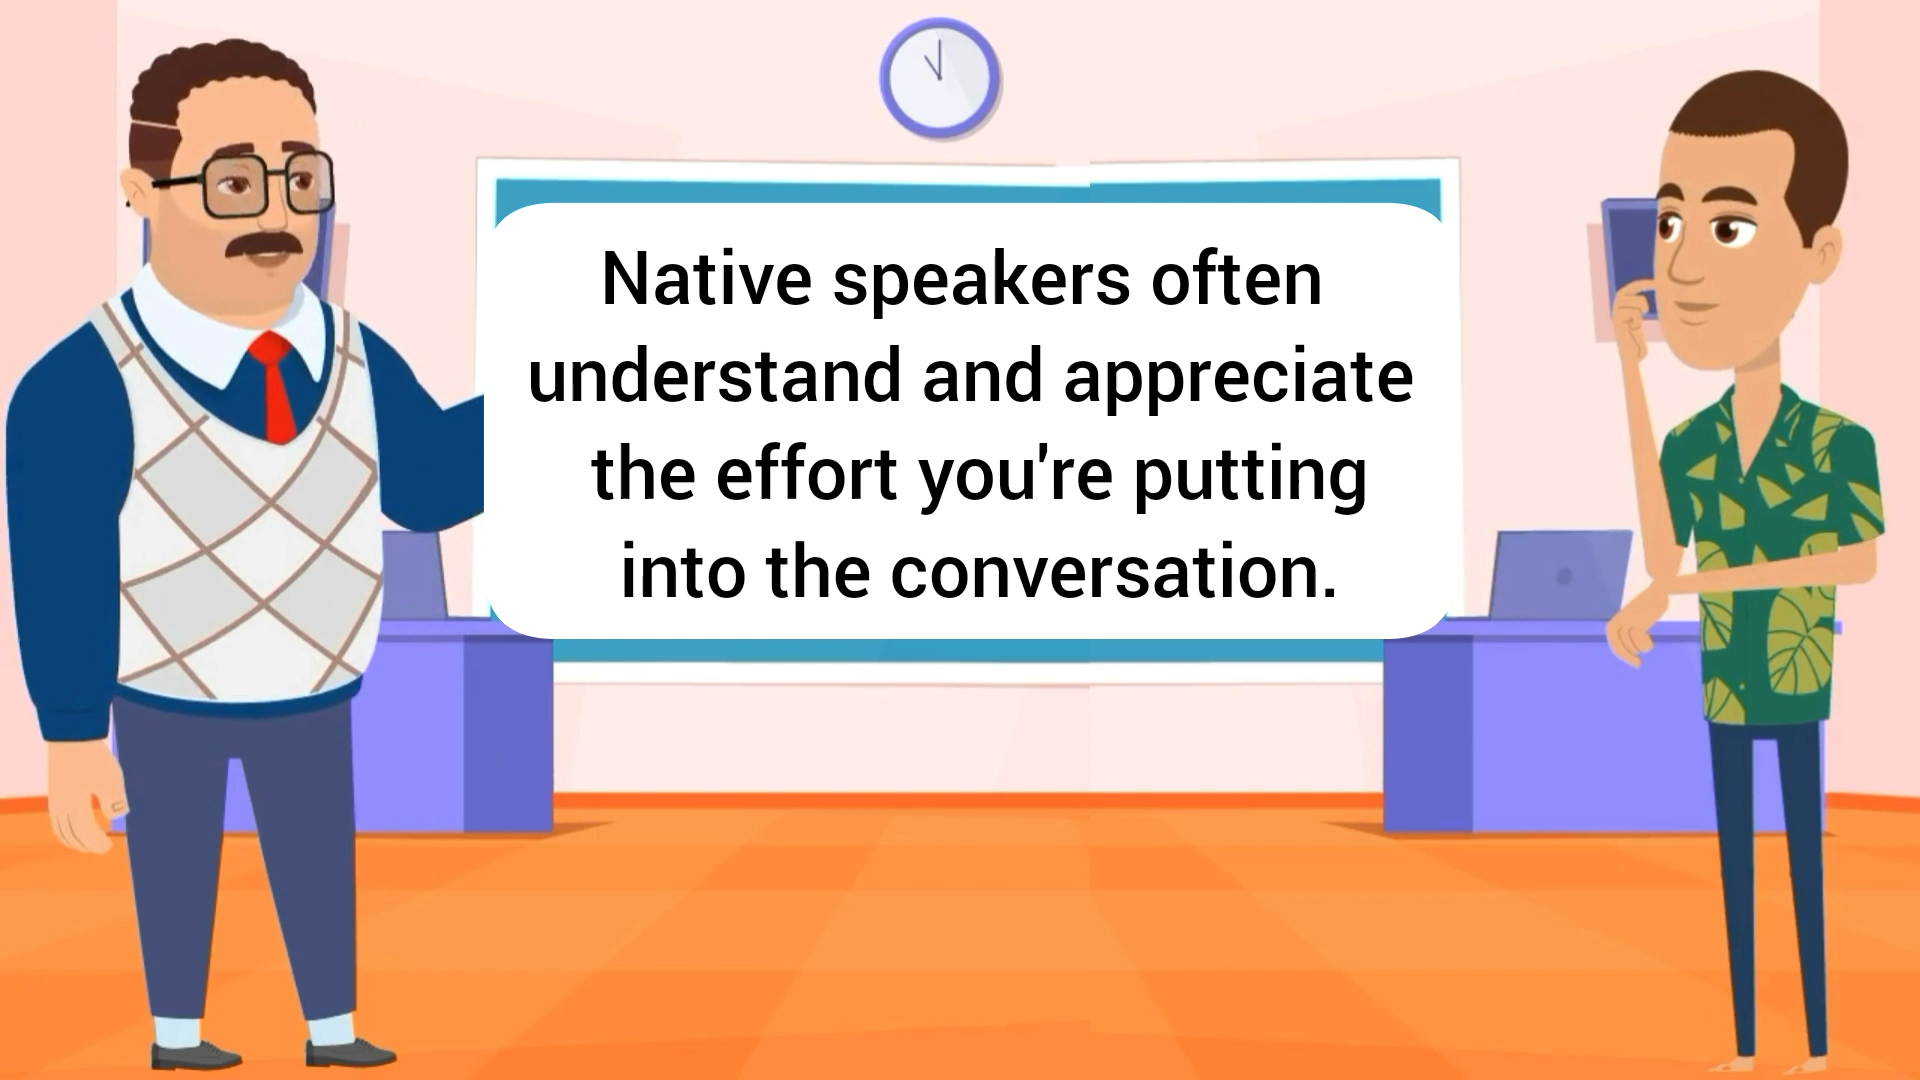 Native speakers often
understand and appreciate
the effort you're putting
into the conversation.